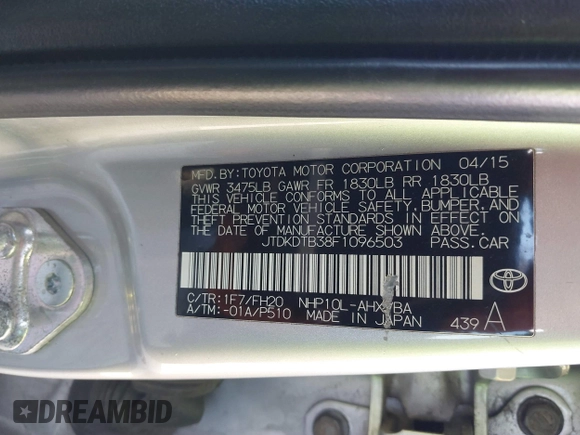 MFD.BY:TOYOTA MOTOR CORPORATION 04/15
GVWR 3475LB GAWR FR 1830LB RR 1830LB
THIS VEHICLE CONFORMS TO ALL APPLICABLE
FEDERAL MOTOR VEHICLE SAFETY, BUMPER, AND
THEFT PREVENTION STANDARDS IN EFFECT ON
THE DATE OF MANUFACTURE SHOWN ABOVE.
JTDKDTB38F1096503 PASS.CAR
C/TR:1F7/FH20 NHP10L-AHXVBA
A/TM:-01A/P510 MADE IN JAPAN 439 A
DREAMBID